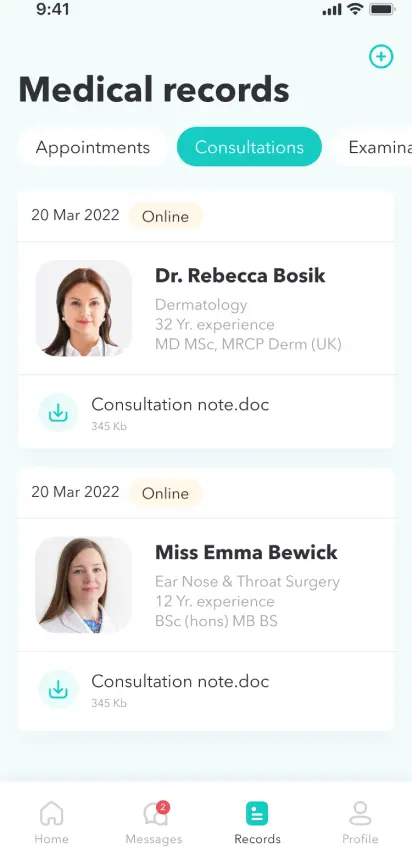 9:41
Medical records
Appointments
Consultations
Examina
20 Mar 2022
Online
Dr. Rebecca Bosik
Dermatology
32 Yr. experience
MD MSc, MRCP Derm (UK)
Consultation note.doc
345 Kb
20 Mar 2022
Online
Miss Emma Bewick
Ear Nose & Throat Surgery
12 Yr. experience
BSc (hons) MB BS
Consultation note.doc
345 Kb
2
Home
Messages
Records
Profile